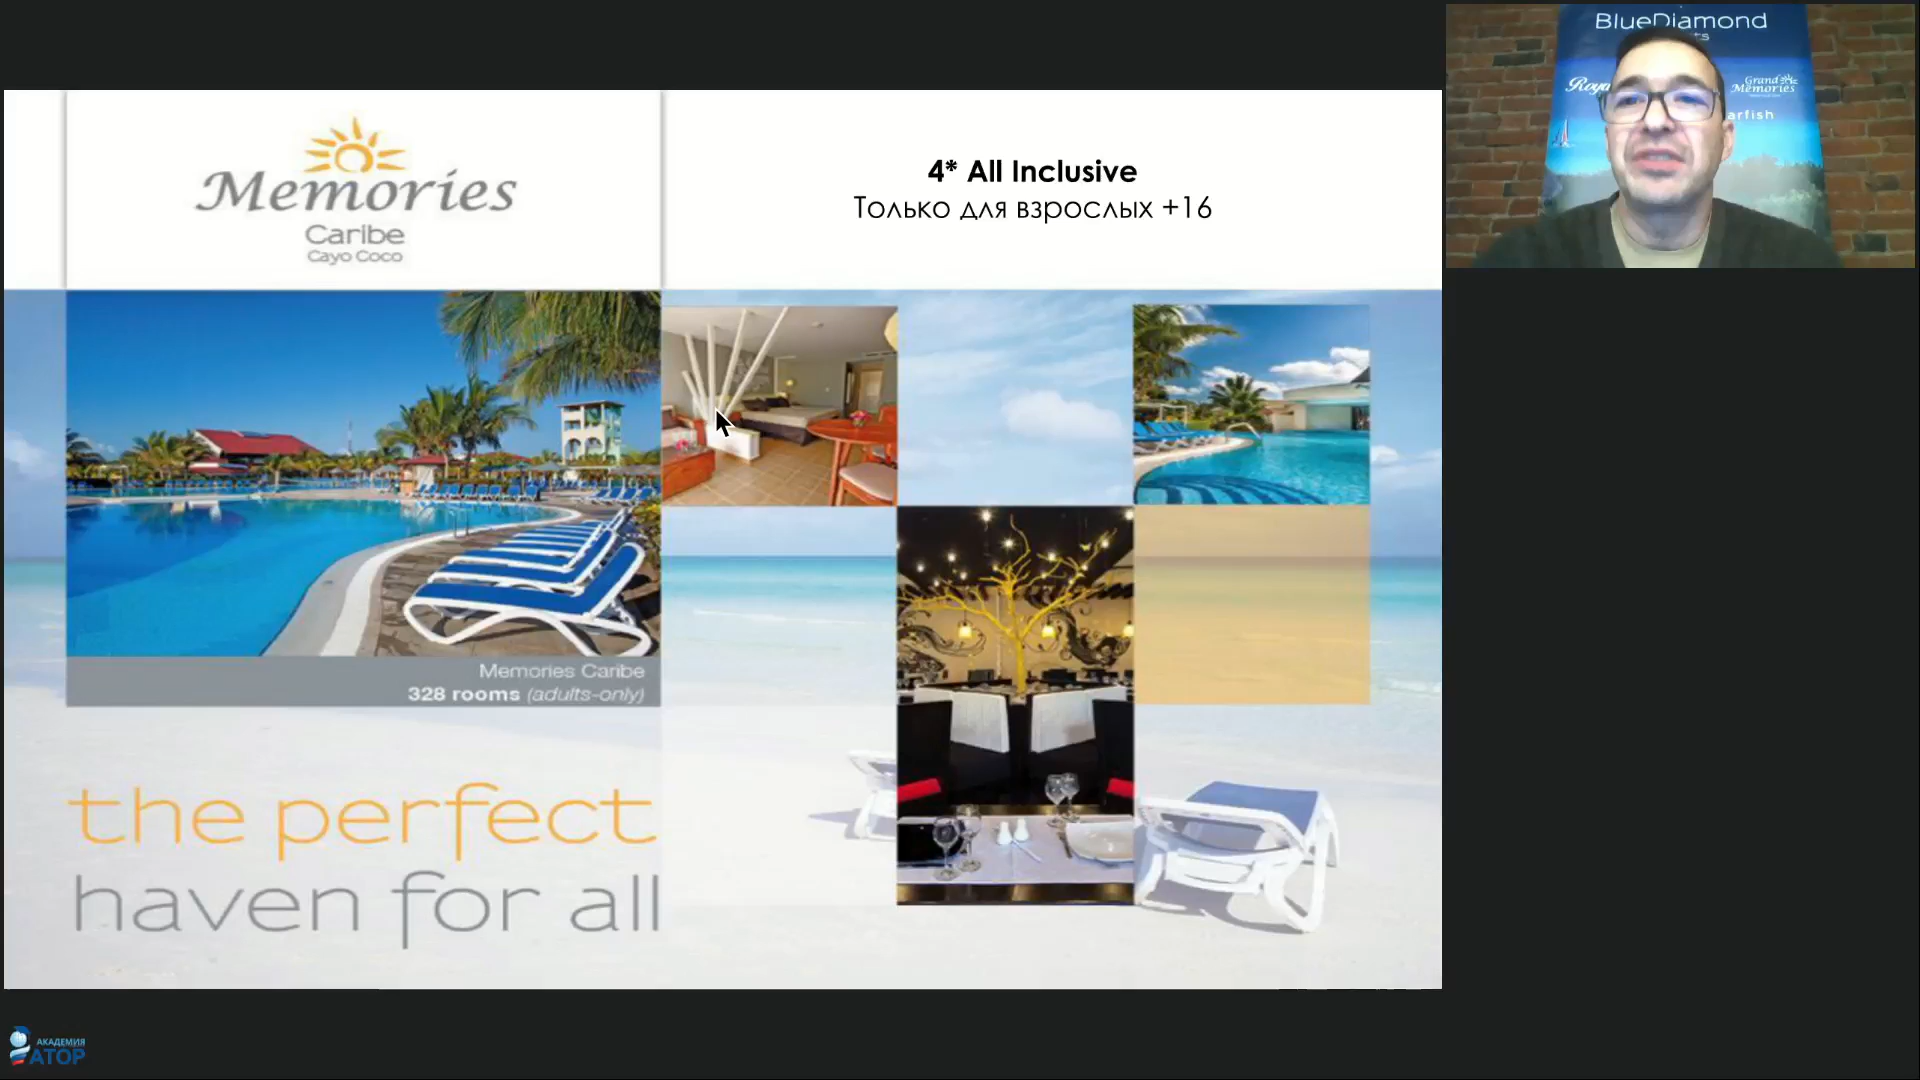 Memories
Caribe
Cayo Coco
4* All Inclusive
Только для взрослых +16
Memories Caribe
328 rooms (adults-only)
the perfect
haven for all
BlueDiamond
Grand
Memories
АКАДЕМИЯ
АТОР